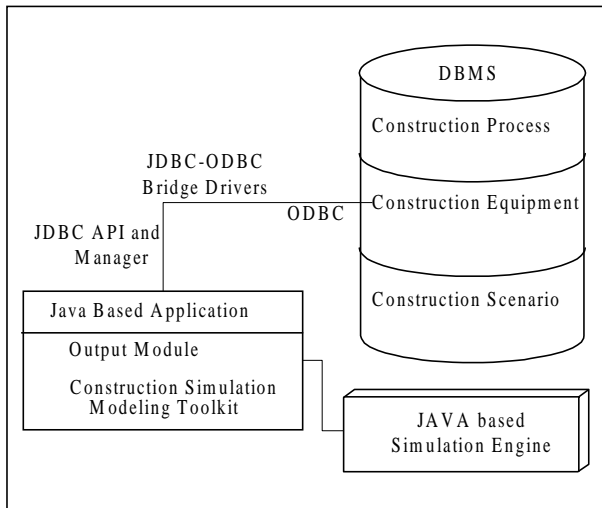 DBMS
Construction Process
JDBC-ODBC
Bridge Drivers
ODBC
Construction Equipment
JDBC API and
Manager
Construction Scenario
Java Based Application
Output Module
Construction Simulation
Modeling Toolkit
JAVA based
Simulation Engine